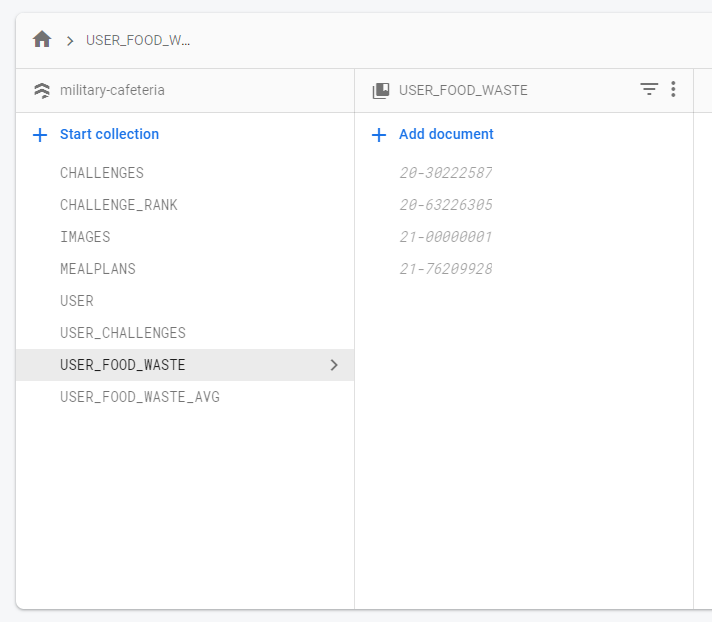 USER_FOOD_W...
military-cafeteria
Start collection
CHALLENGES
CHALLENGE_RANK
IMAGES
MEALPLANS
USER
USER_CHALLENGES
USER_FOOD_WASTE
USER_FOOD_WASTE_AVG
USER_FOOD_WASTE
Add document
20-30222587
20-63226305
21-00000001
21-76209928